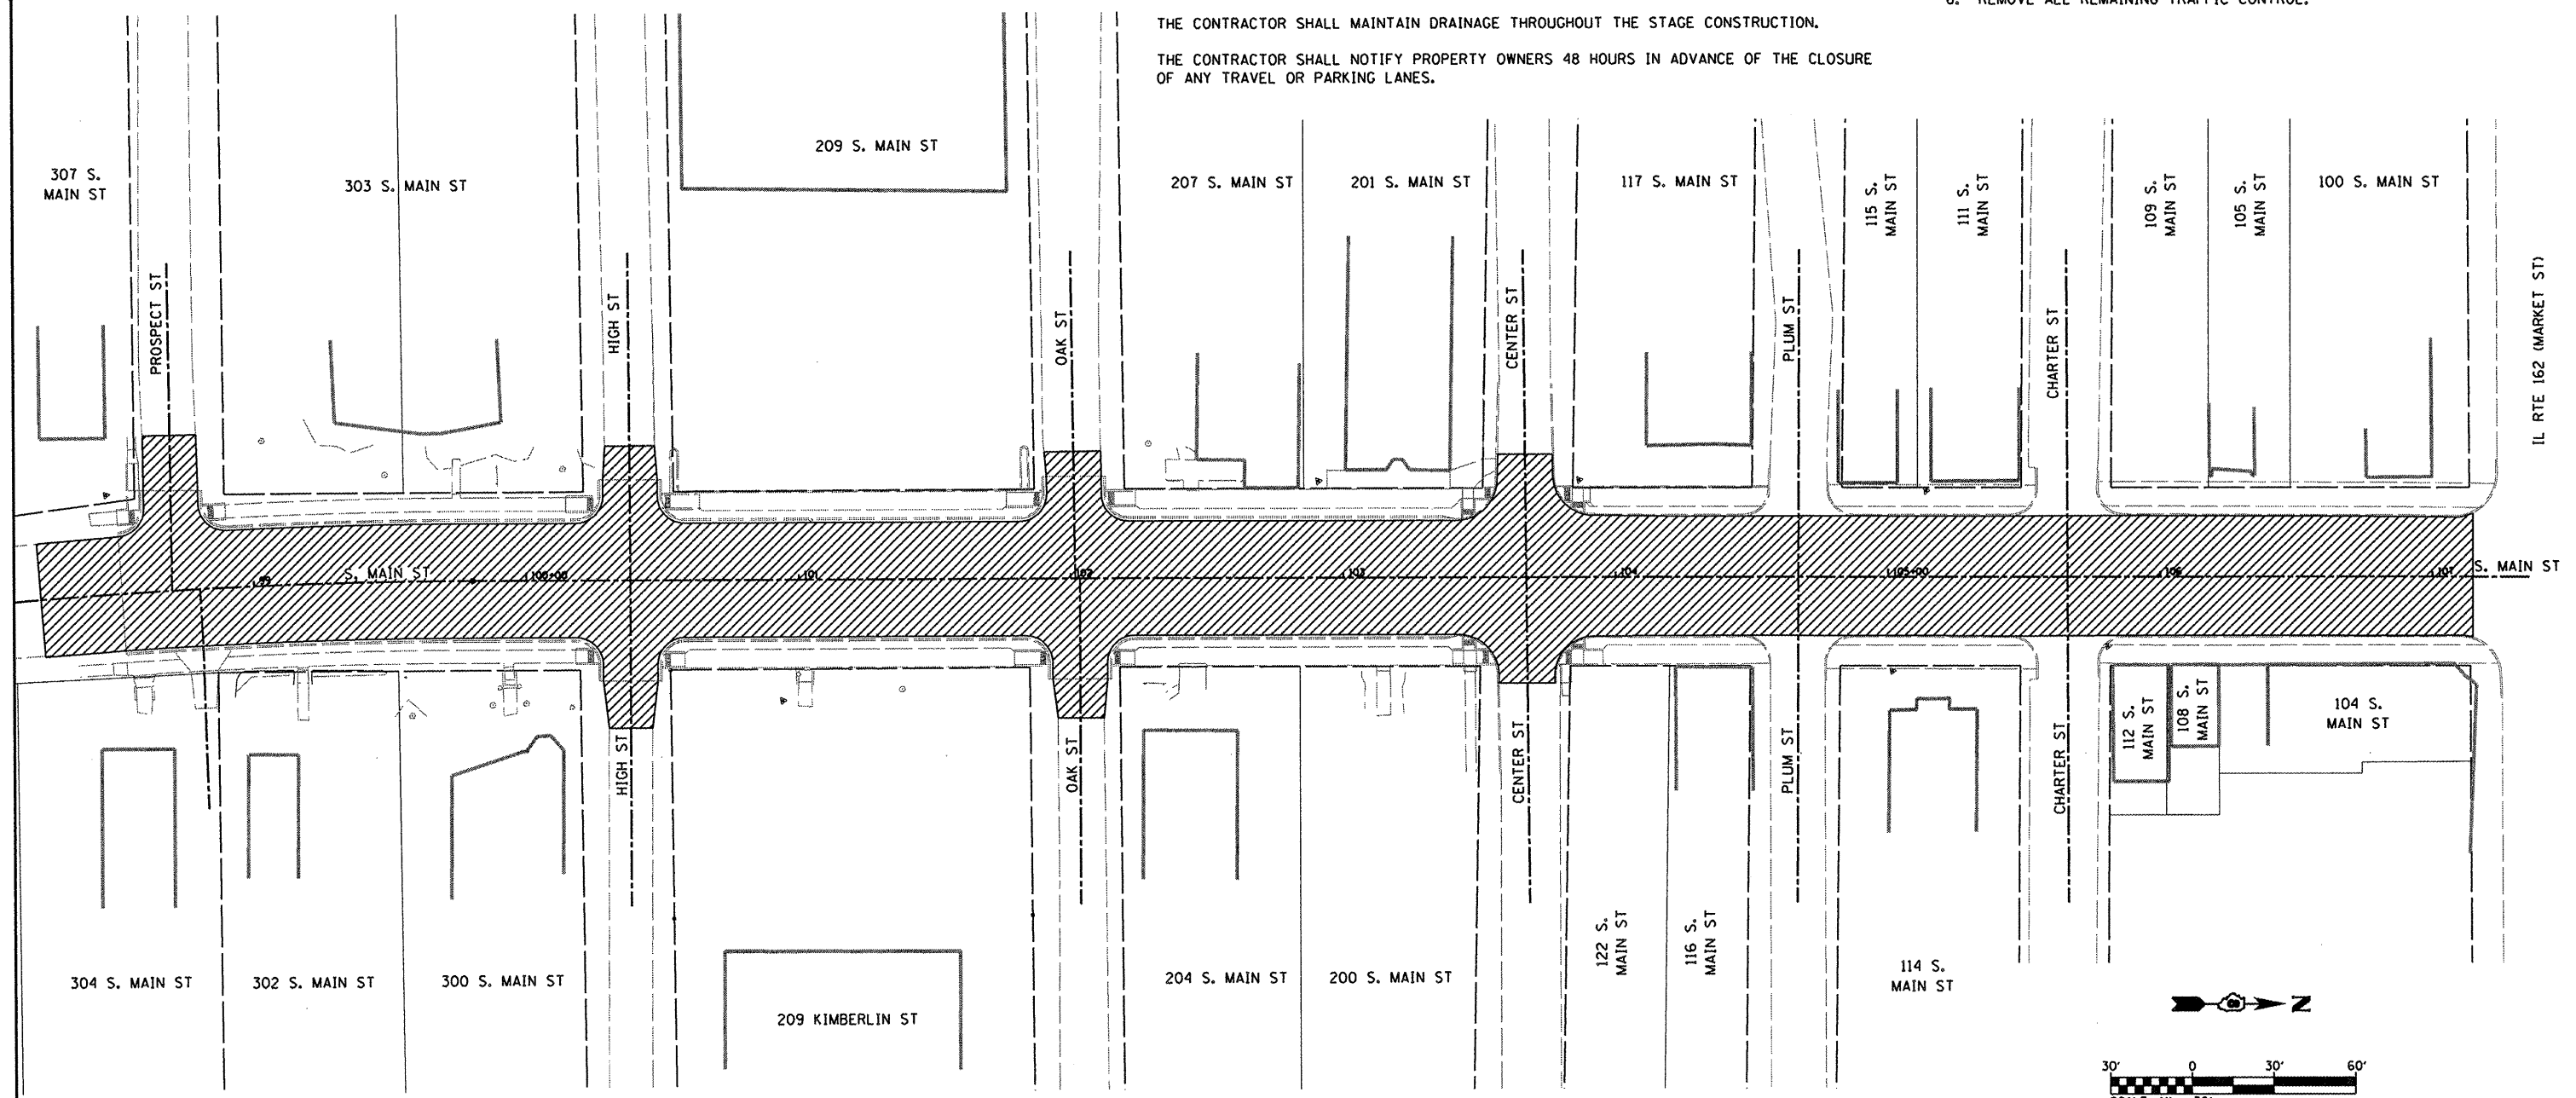 6. REMOVE ALL REMAINING TRAFFIC CONTROL.
THE CONTRACTOR SHALL MAINTAIN DRAINAGE THROUGHOUT THE STAGE CONSTRUCTION.
THE CONTRACTOR SHALL NOTIFY PROPERTY OWNERS 48 HOURS IN ADVANCE OF THE CLOSURE
OF ANY TRAVEL OR PARKING LANES.
307 S.
MAIN ST
303 S. MAIN ST
209 S. MAIN ST
207 S. MAIN ST
201 S. MAIN ST
117 S. MAIN ST
115 S.
MAIN ST
111 S.
MAIN ST
109 S.
MAIN ST
105 S.
MAIN ST
100 S. MAIN ST
PROSPECT ST
HIGH ST
OAK ST
CENTER ST
PLUM ST
CHARTER ST
IL RTE 162 (MARKET ST)
99
S. MAIN ST
100+00
101
102
103
104
105+00
106
107
S. MAIN ST
HIGH ST
OAK ST
CENTER ST
PLUM ST
CHARTER ST
112 S.
MAIN ST
108 S.
MAIN ST
104 S.
MAIN ST
304 S. MAIN ST
302 S. MAIN ST
300 S. MAIN ST
209 KIMBERLIN ST
204 S. MAIN ST
200 S. MAIN ST
122 S.
MAIN ST
116 S.
MAIN ST
114 S.
MAIN ST
N
30' 0 30' 60'